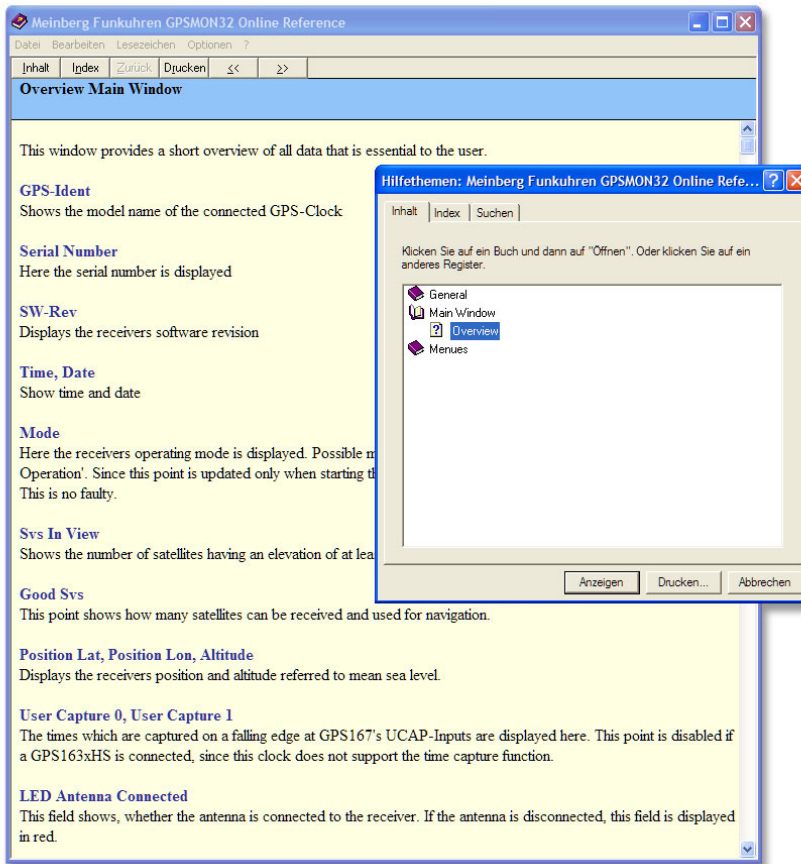 Meinberg Funkuhren GPSMON32 Online Reference
Datei Bearbeiten Lesezeichen Optionen ?
Inhalt Index Zurück Drucken << >>
Overview Main Window
This window provides a short overview of all data that is essential to the user.
GPS-Ident
Shows the model name of the connected GPS-Clock
Serial Number
Here the serial number is displayed
SW-Rev
Displays the receivers software revision
Time, Date
Show time and date
Mode
Here the receivers operating mode is displayed. Possible
Operation'. Since this point is updated only when starting
This is no faulty.
Svs In View
Shows the number of satellites having an elevation of at
Good Svs
This point shows how many satellites can be received and used for navigation.
Position Lat, Position Lon, Altitude
Displays the receivers position and altitude referred to mean sea level.
User Capture 0, User Capture 1
The times which are captured on a falling edge at GPS167's UCAP-Inputs are displayed here. This point is disabled if
a GPS163xHS is connected, since this clock does not support the time capture function.
LED Antenna Connected
This field shows, whether the antenna is connected to the receiver. If the antenna is disconnected, this field is displayed
in red.
Hilfethemen: Meinberg Funkuhren GPSMON32 Online Refe...
Inhalt Index Suchen
Klicken Sie auf ein Buch und dann auf "Öffnen". Oder klicken Sie auf ein
anderes Register.
General
Main Window
Overview
Menues
Anzeigen Drucken... Abbrechen